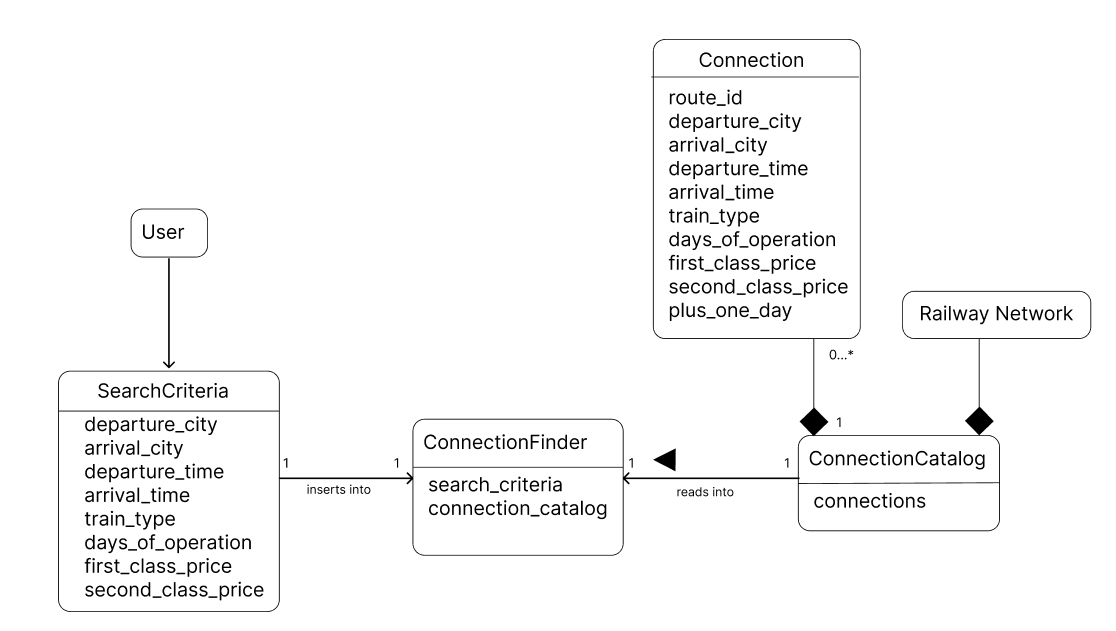 Connection
route_id
departure_city
arrival_city
departure_time
arrival_time
train_type
days_of_operation
first_class_price
second_class_price
plus_one_day
User
Railway Network
0...*
SearchCriteria
departure_city
arrival_city
departure_time
arrival_time
train_type
days_of_operation
first_class_price
second_class_price
1
1
inserts into
ConnectionFinder
search_criteria
connection_catalog
1
1
reads into
1
ConnectionCatalog
connections